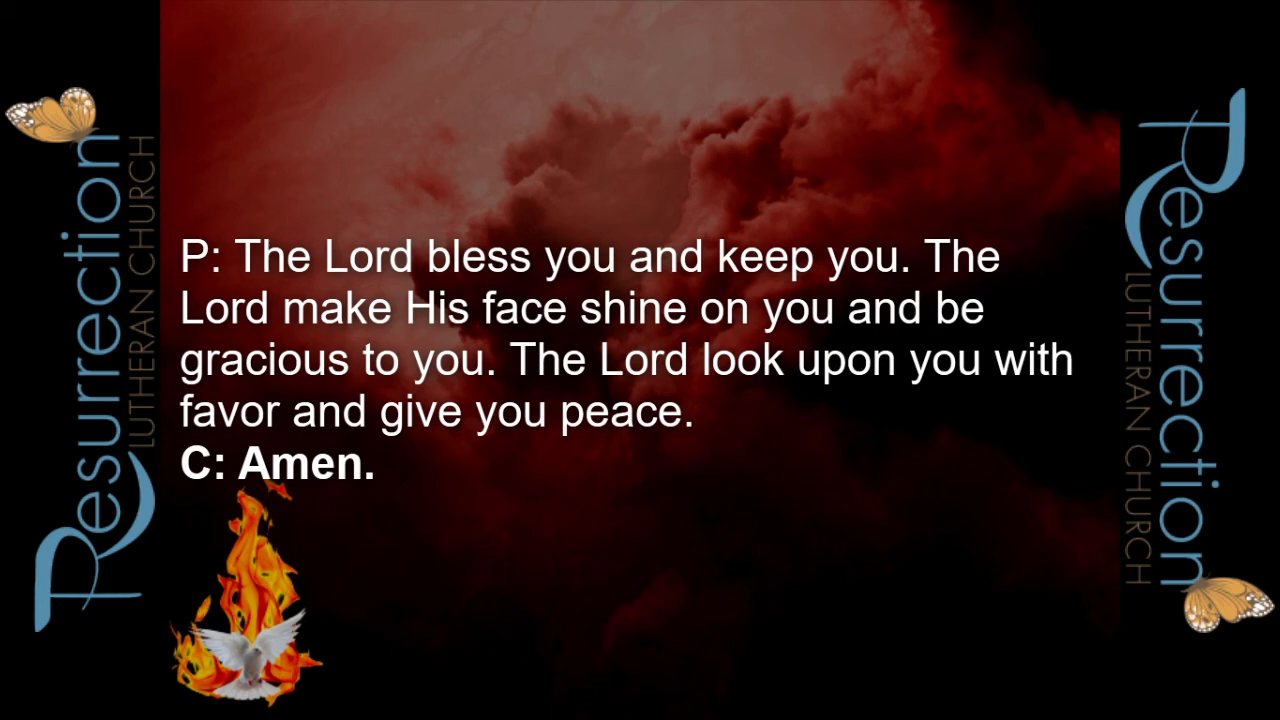 Resurrection
LUTHERAN CHURCH
P: The Lord bless you and keep you. The
Lord make His face shine on you and be
gracious to you. The Lord look upon you with
favor and give you peace.
C: Amen.
Resurrection
LUTHERAN CHURCH